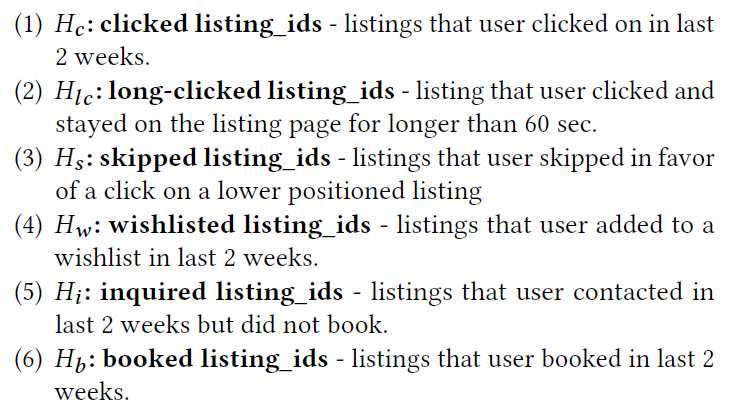 (1) H_c: clicked listing_ids - listings that user clicked on in last
2 weeks.
(2) H_lc: long-clicked listing_ids - listing that user clicked and
stayed on the listing page for longer than 60 sec.
(3) H_s: skipped listing_ids - listings that user skipped in favor
of a click on a lower positioned listing
(4) H_w: wishlisted listing_ids - listings that user added to a
wishlist in last 2 weeks.
(5) H_i: inquired listing_ids - listings that user contacted in
last 2 weeks but did not book.
(6) H_b: booked listing_ids - listings that user booked in last 2
weeks.